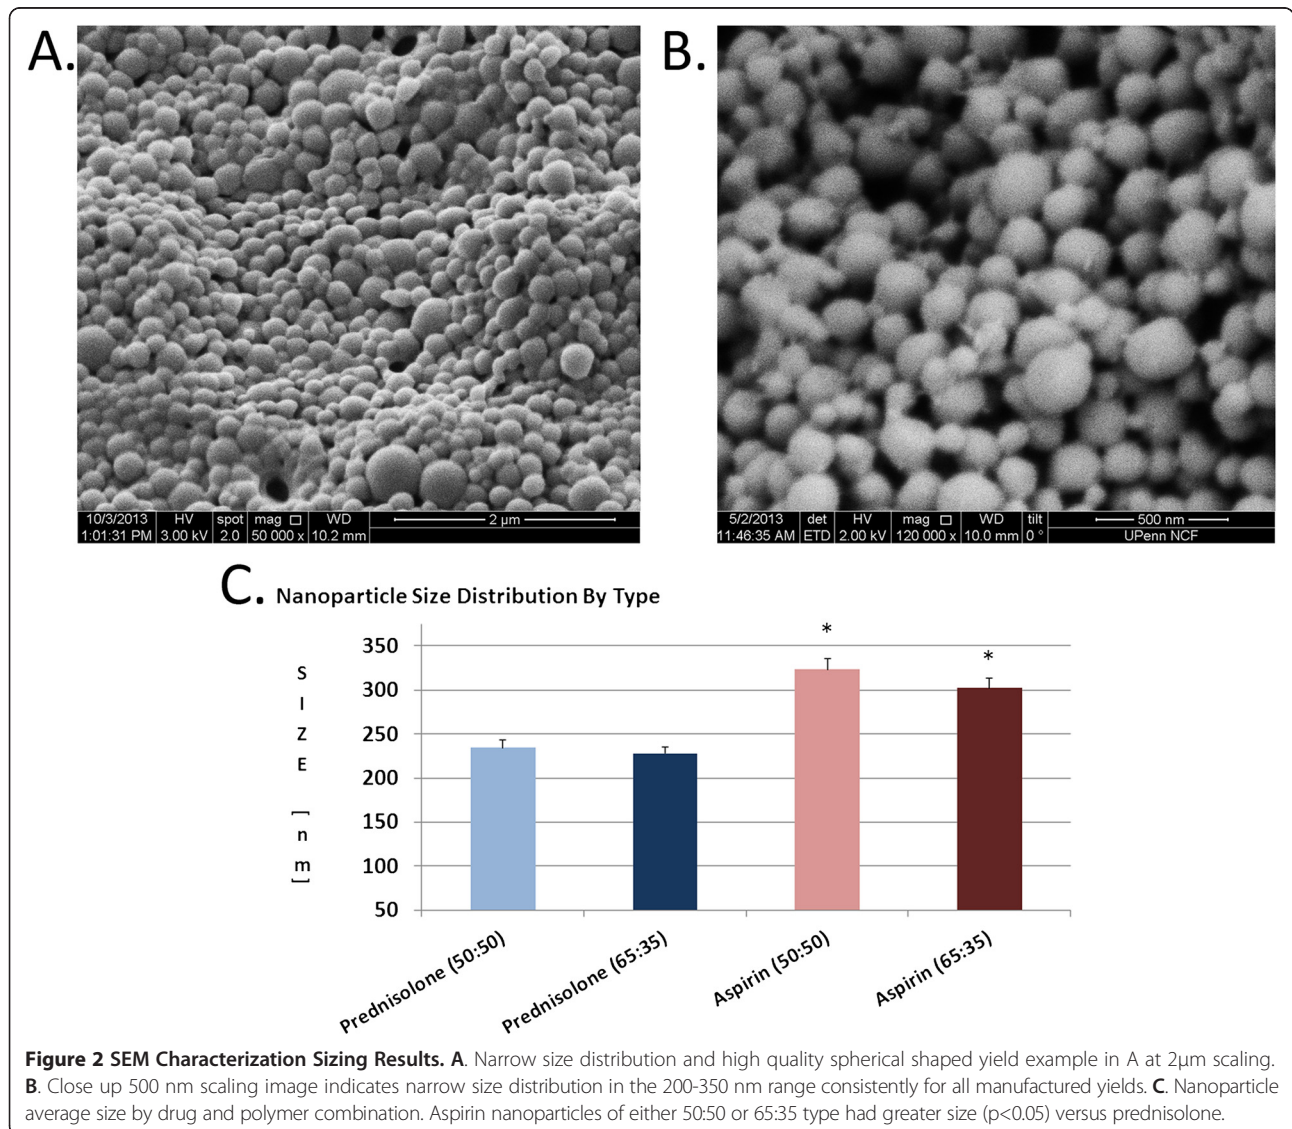 A.
B.
10/3/2013 HV spot mag WD 2 µm
1:01:31 PM 3.00 kV 2.0 50 000 x 10.2 mm
5/2/2013 det HV mag WD tilt 500 nm
11:46:35 AM ETD 2.00 kV 120 000 x 10.0 mm 0 ° UPenn NCF
C. Nanoparticle Size Distribution By Type
SIZE [nm]
350
300
250
200
150
100
50
*
*
Prednisolone (50:50)
Prednisolone (65:35)
Aspirin (50:50)
Aspirin (65:35)
Figure 2 SEM Characterization Sizing Results. A. Narrow size distribution and high quality spherical shaped yield example in A at 2µm scaling.
B. Close up 500 nm scaling image indicates narrow size distribution in the 200-350 nm range consistently for all manufactured yields. C. Nanoparticle
average size by drug and polymer combination. Aspirin nanoparticles of either 50:50 or 65:35 type had greater size (p<0.05) versus prednisolone.